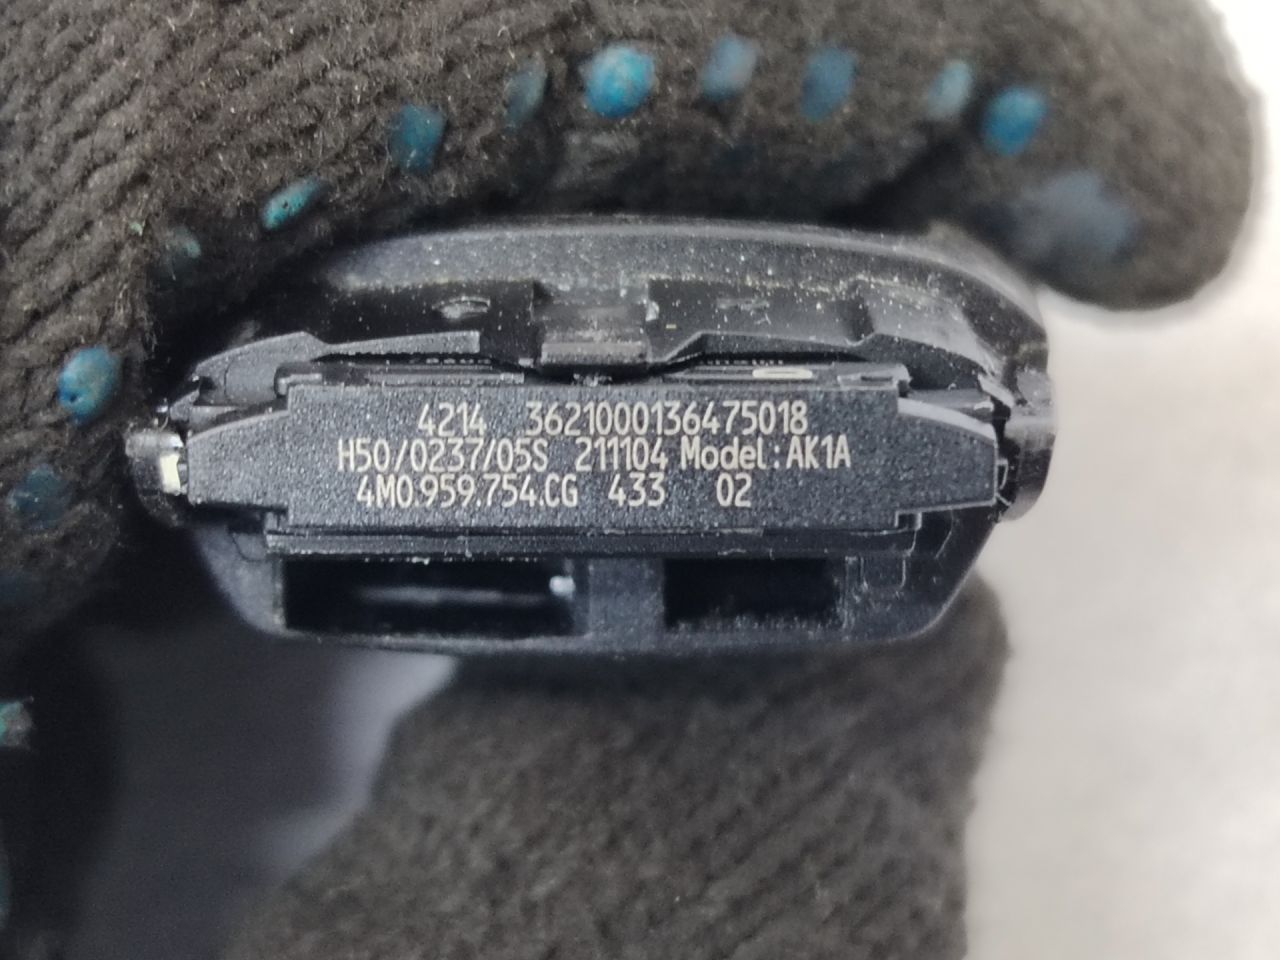 4214 3621000136475018
H50/0237/05S 211104 Model:AK1A
4M0.959.754.CG 433 02